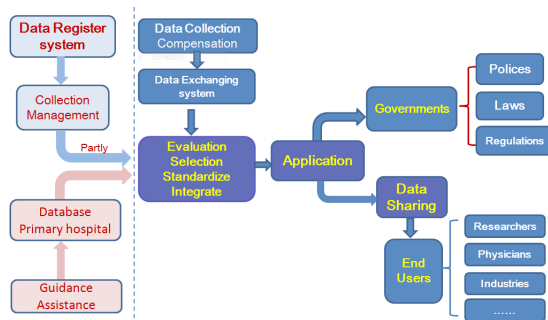 Data Register
system
Collection
Management
Partly
Database
Primary hospital
Guidance
Assistance
Data Collection
Compensation
Data Exchanging
system
Evaluation
Selection
Standardize
Integrate
Application
Governments
Polices
Laws
Regulations
Data
Sharing
End
Users
Researchers
Physicians
Industries
......